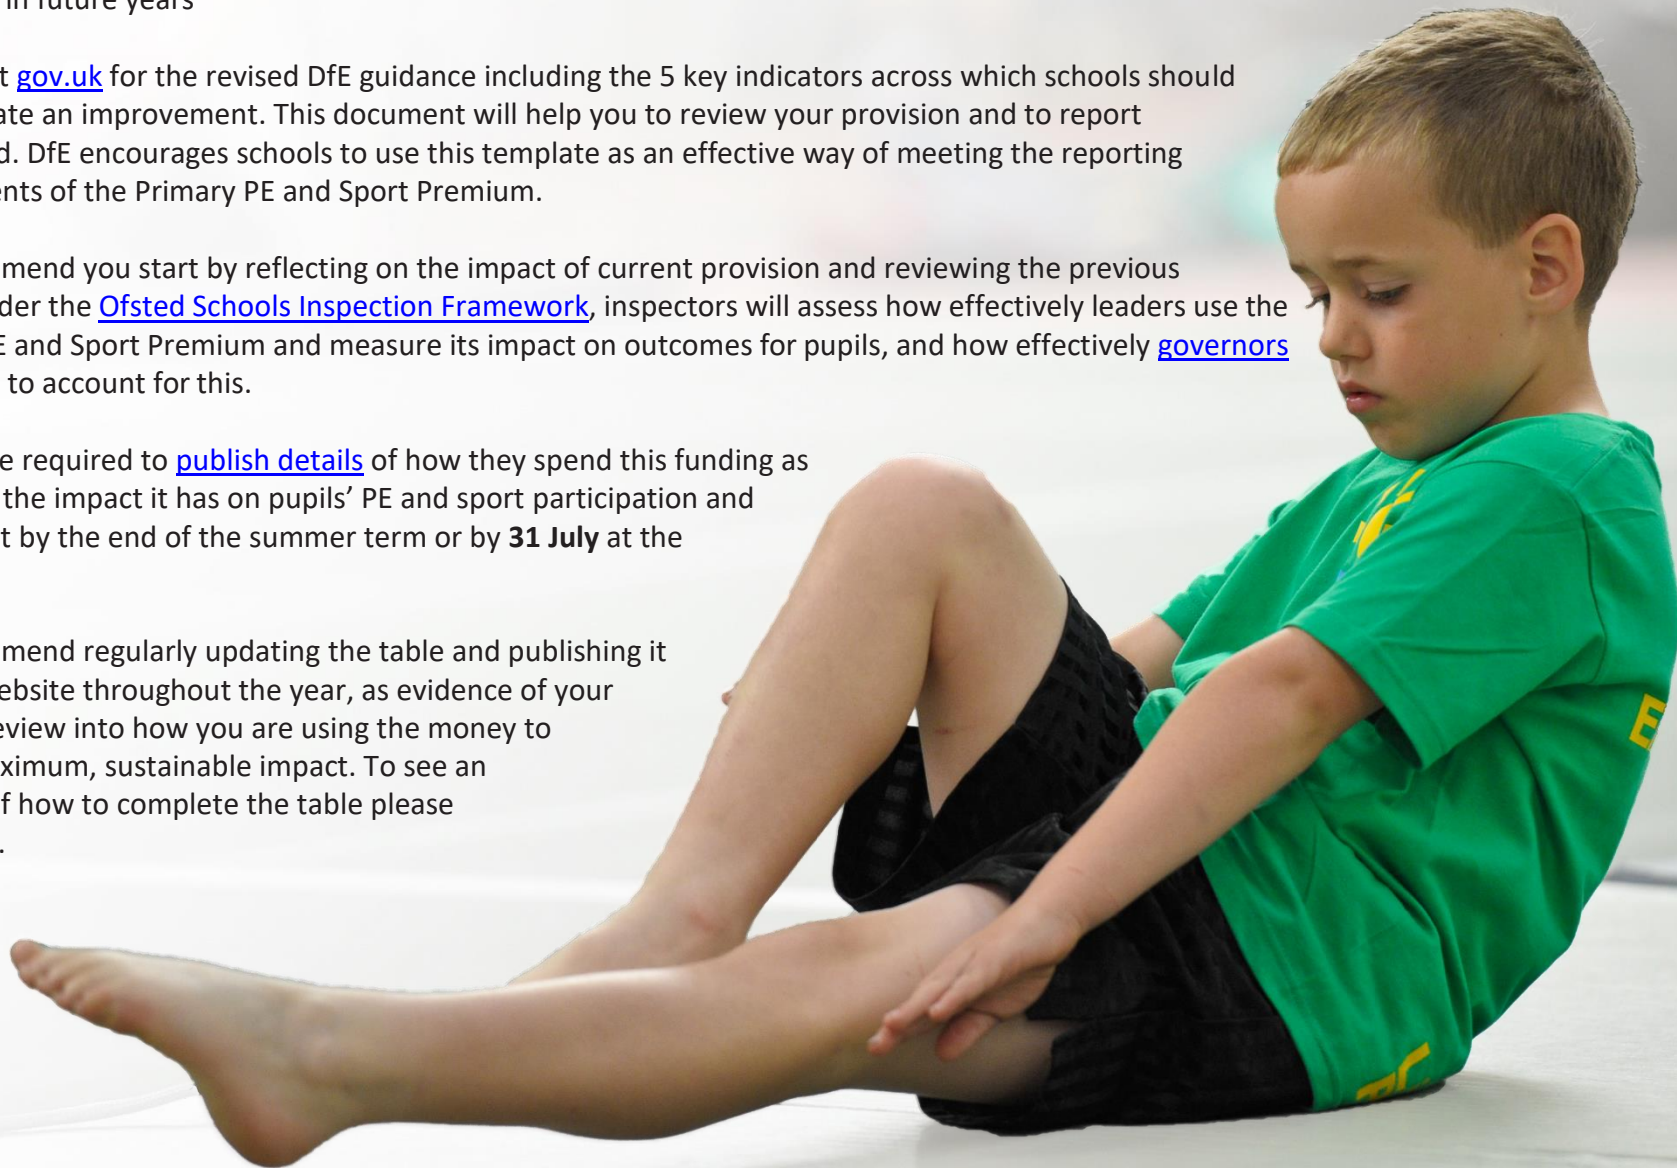 in future years
t gov.uk for the revised DfE guidance including the 5 key indicators across which schools should
ate an improvement. This document will help you to review your provision and to report
d. DfE encourages schools to use this template as an effective way of meeting the reporting
ents of the Primary PE and Sport Premium.
mend you start by reflecting on the impact of current provision and reviewing the previous
der the Ofsted Schools Inspection Framework, inspectors will assess how effectively leaders use the
E and Sport Premium and measure its impact on outcomes for pupils, and how effectively governors
to account for this.
e required to publish details of how they spend this funding as
the impact it has on pupils’ PE and sport participation and
t by the end of the summer term or by 31 July at the
mend regularly updating the table and publishing it
ebsite throughout the year, as evidence of your
eview into how you are using the money to
ximum, sustainable impact. To see an
f how to complete the table please
.